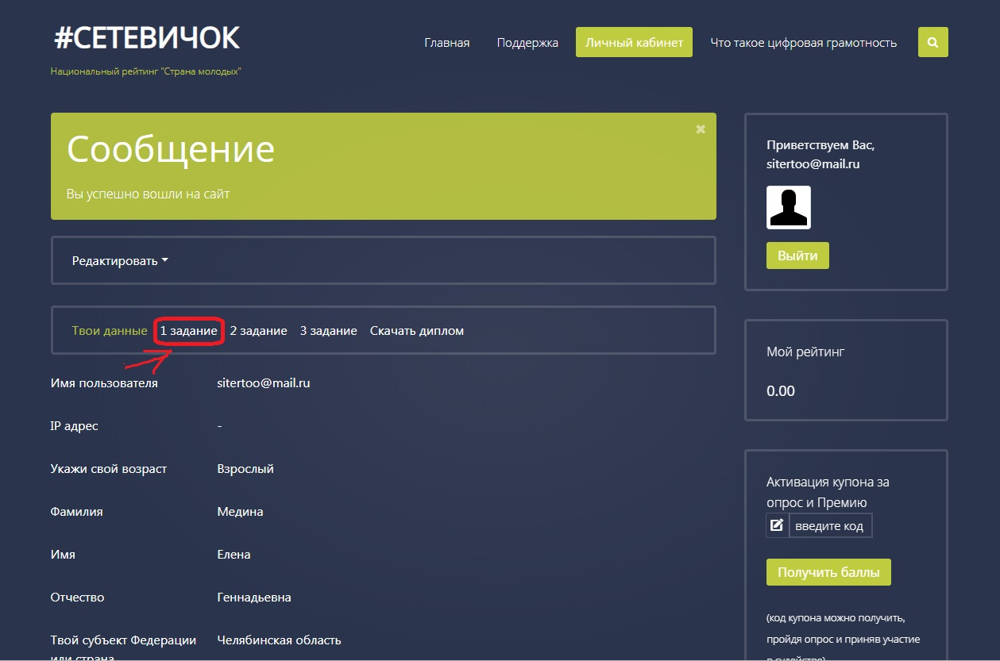 #СЕТЕВИЧОК
Национальный рейтинг "Страна молодых"
Главная Поддержка Личный кабинет Что такое цифровая грамотность
Сообщение
Вы успешно вошли на сайт
Редактировать
Твои данные 1 задание 2 задание 3 задание Скачать диплом
Имя пользователя sitertoo@mail.ru
IP адрес -
Укажи свой возраст Взрослый
Фамилия Медина
Имя Елена
Отчество Геннадьевна
Твой субъект Федерации Челябинская область
или страна
Приветствуем Вас,
sitertoo@mail.ru
Выйти
Мой рейтинг
0.00
Активация купона за
опрос и Премию
введите код
Получить баллы
(код купона можно получить,
пройдя опрос и приняв участие
в судействе)